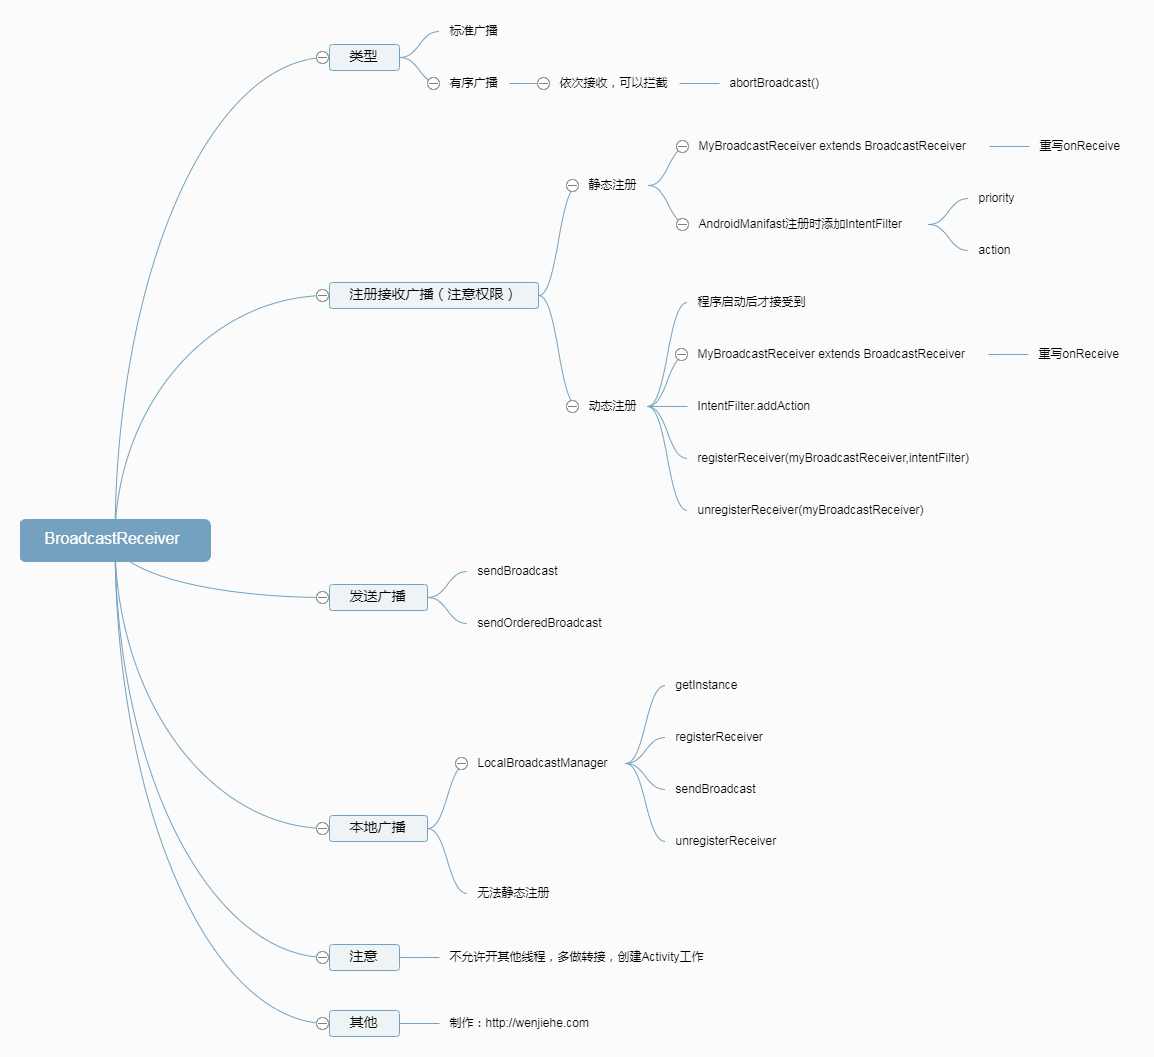 BroadcastReceiver
类型
标准广播
有序广播
依次接收，可以拦截
abortBroadcast()
注册接收广播（注意权限）
静态注册
MyBroadcastReceiver extends BroadcastReceiver
重写onReceive
AndroidManifast注册时添加IntentFilter
priority
action
动态注册
程序启动后才接受到
MyBroadcastReceiver extends BroadcastReceiver
重写onReceive
IntentFilter.addAction
registerReceiver(myBroadcastReceiver,intentFilter)
unregisterReceiver(myBroadcastReceiver)
发送广播
sendBroadcast
sendOrderedBroadcast
本地广播
LocalBroadcastManager
getInstance
registerReceiver
sendBroadcast
unregisterReceiver
无法静态注册
注意
不允许开其他线程，多做转接，创建Activity工作
其他
制作：http://wenjiehe.com